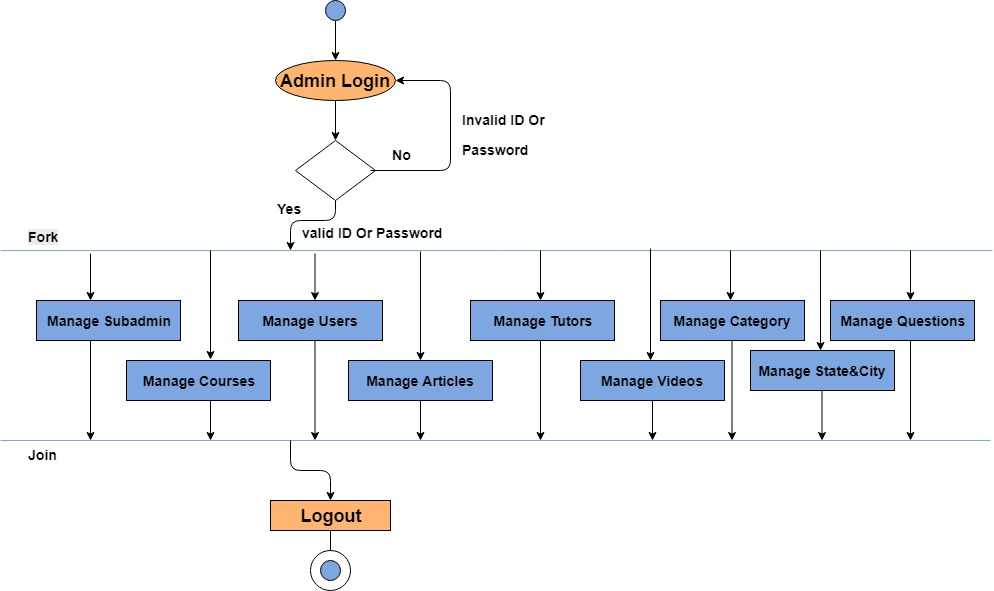 Admin Login
Invalid ID Or
Password
No
Yes
valid ID Or Password
Fork
Manage Subadmin
Manage Users
Manage Tutors
Manage Category
Manage Questions
Manage Courses
Manage Articles
Manage Videos
Manage State&City
Join
Logout